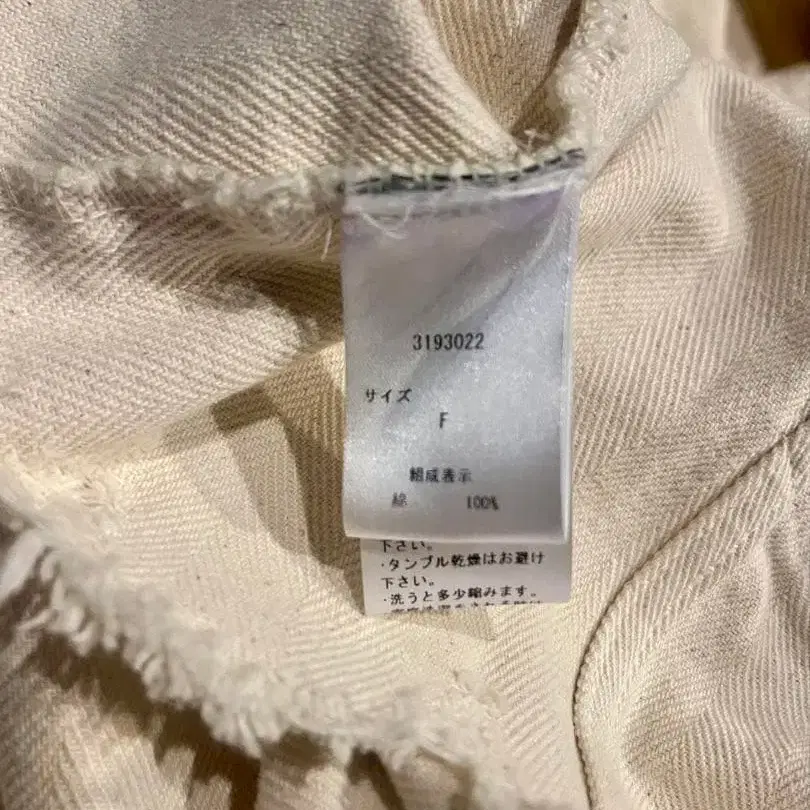 3193022
サイズ
F
組成表示
綿 100%
下さい。
・タンブル乾燥はお避け
下さい。
・洗うと多少縮みます。